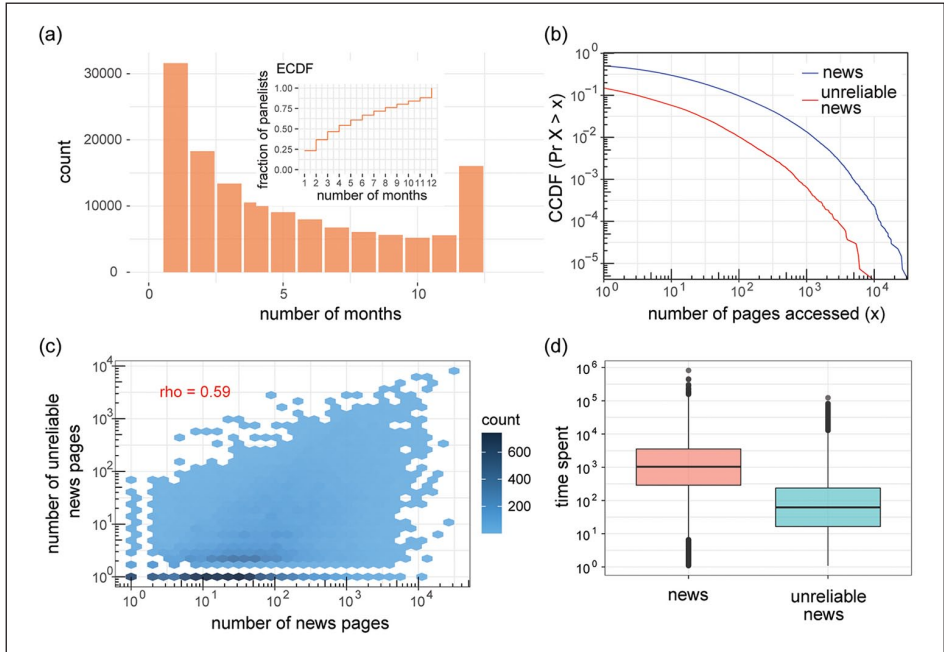 (a)
30000
20000
10000
0
count
0
5
10
number of months
ECDF
1.00
0.75
0.50
0.25
0.00
fraction of panelists
1 2 3 4 5 6 7 8 9 10 11 12
number of months
(b)
10^0
10^-1
10^-2
10^-3
10^-4
10^-5
CCDF (Pr X > x)
news
unreliable
news
10^0
10^1
10^2
10^3
10^4
number of pages accessed (x)
(c)
10^4
10^3
10^2
10^1
10^0
number of unreliable
news pages
rho = 0.59
10^0
10^1
10^2
10^3
10^4
number of news pages
count
600
400
200
(d)
10^6
10^5
10^4
10^3
10^2
10^1
10^0
time spent
news
unreliable
news